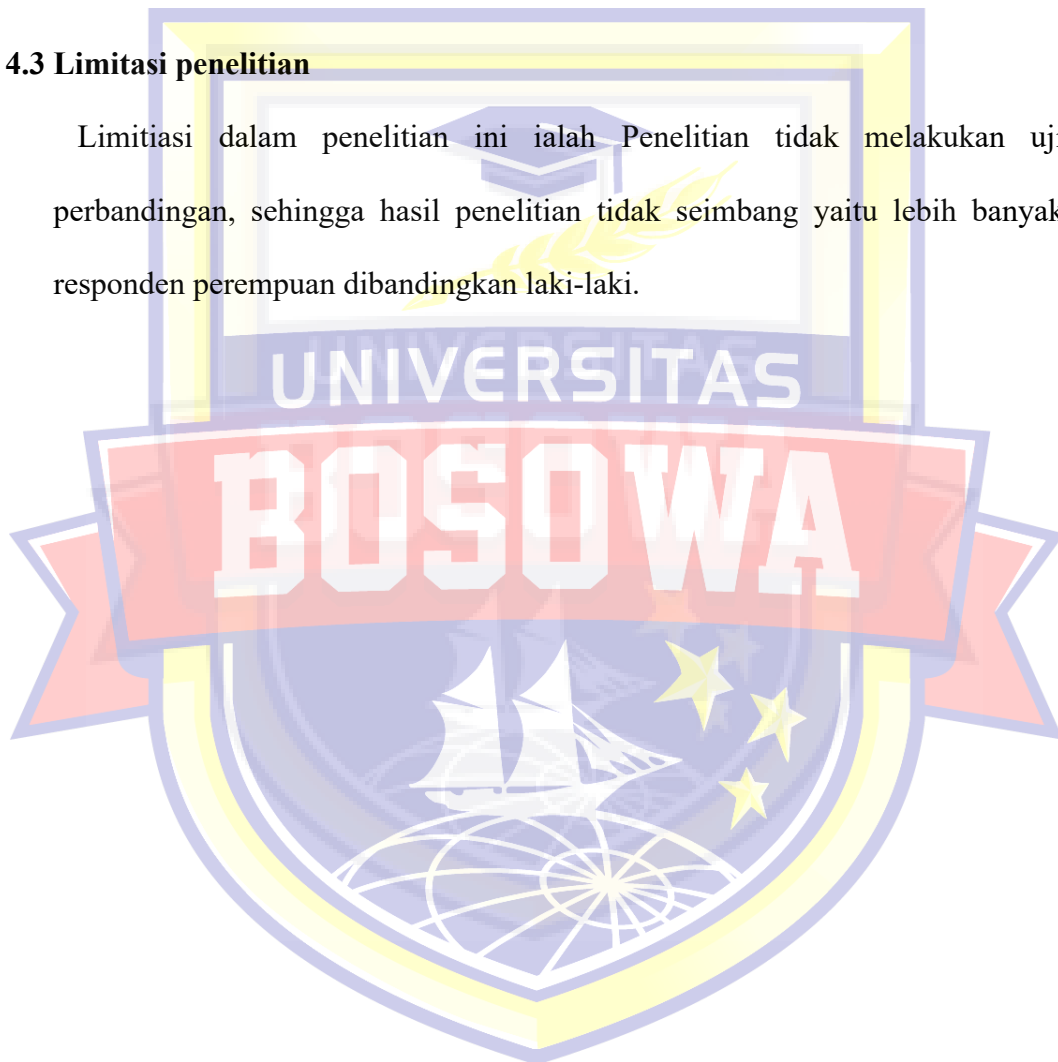 4.3 Limitasi penelitian
Limitiasi dalam penelitian ini ialah Penelitian tidak melakukan uji
perbandingan, sehingga hasil penelitian tidak seimbang yaitu lebih banyak
responden perempuan dibandingkan laki-laki.
UNIVERSITAS
BOSOWA